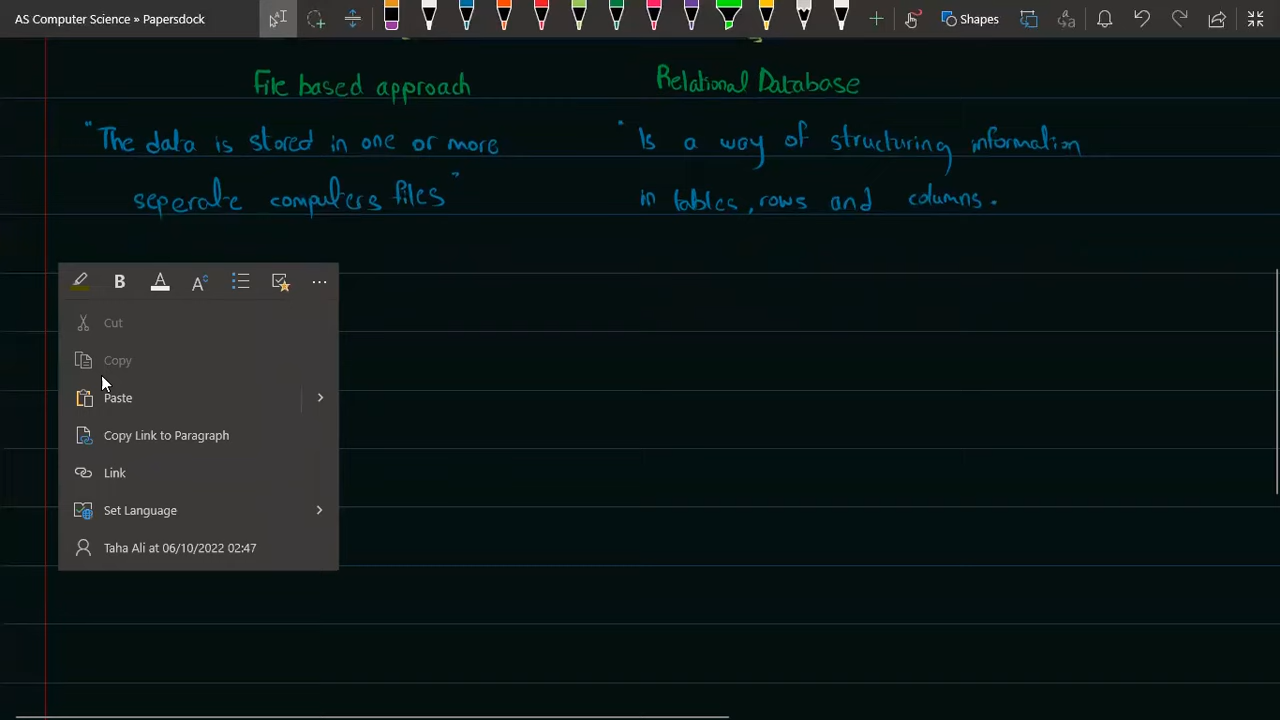 AS Computer Science » Papersdock
Shapes
File based approach
Relational Database
"The data is stored in one or more
seperate computers files"
" Is a way of structuring information
in tables, rows and columns.
B A A
Cut
Copy
Paste
Copy Link to Paragraph
Link
Set Language
Taha Ali at 06/10/2022 02:47